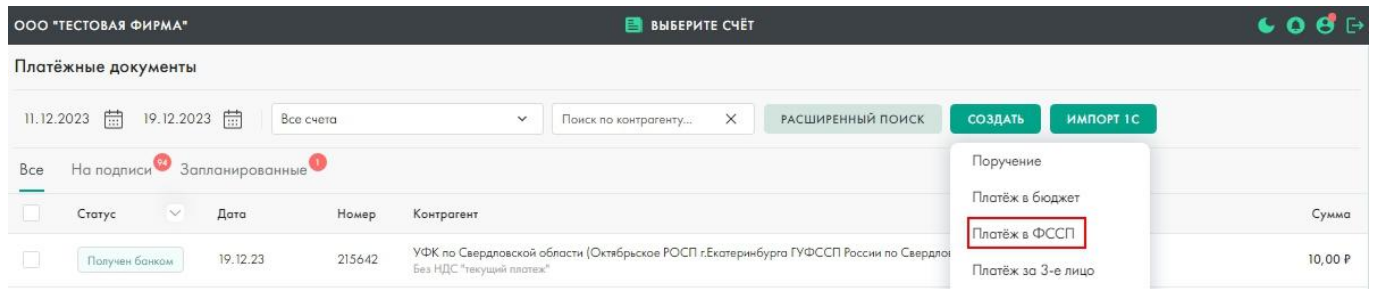 ООО "ТЕСТОВАЯ ФИРМА" ВЫБЕРИТЕ СЧЁТ
Платёжные документы
11.12.2023 19.12.2023 Все счета Поиск по контрагенту... РАСШИРЕННЫЙ ПОИСК СОЗДАТЬ ИМПОРТ 1С
Поручение
Все На подписи 94 Запланированные 1
Платёж в бюджет
Статус Дата Номер Контрагент Сумма
Платёж в ФССП
Получен банком 19.12.23 215642 УФК по Свердловской области (Октябрьское РОСП г.Екатеринбурга ГУФССП России по Свердлов 10,00 ₽
Без НДС "текущий платеж"
Платёж за 3-е лицо